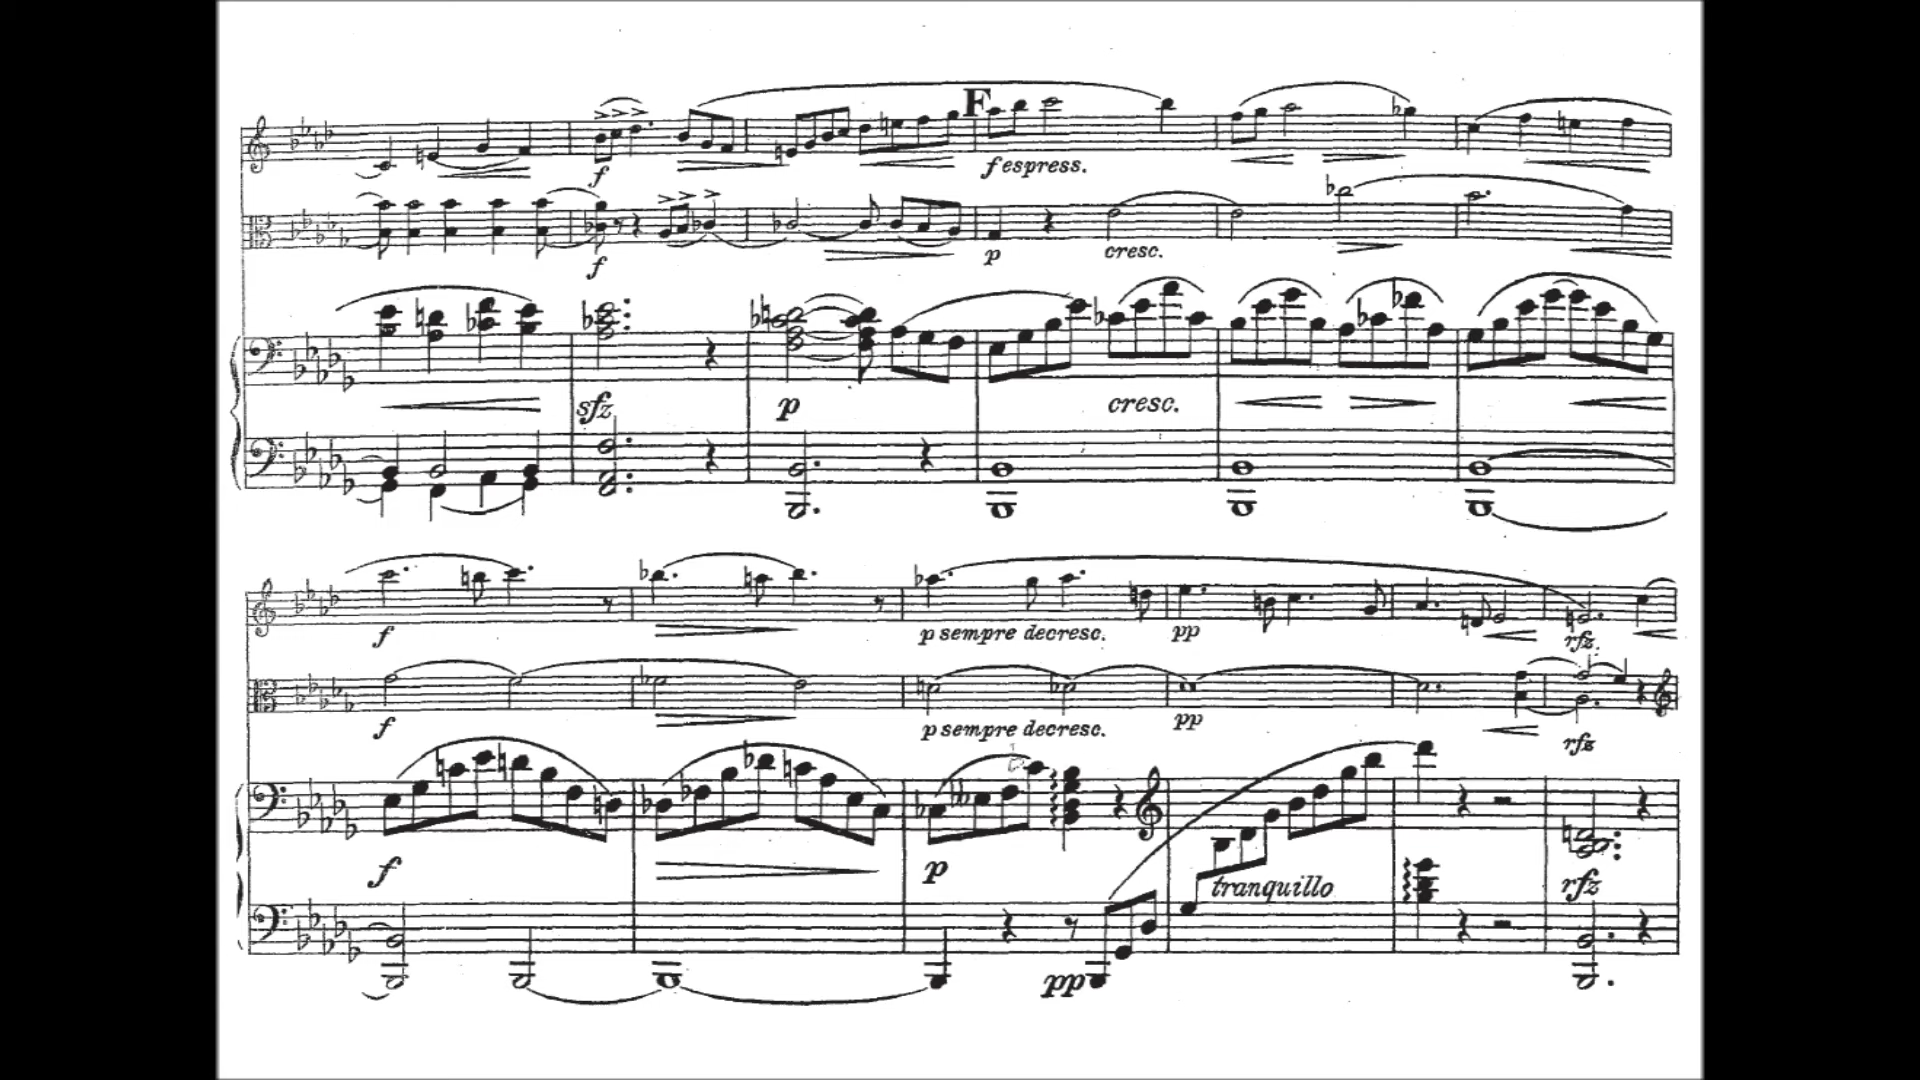 F
f
f espress.
f
p
cresc.
sfz
p
cresc.
f
p sempre decresc.
pp
rfz
f
p sempre decresc.
pp
rfz
f
p
tranquillo
rfz
pp